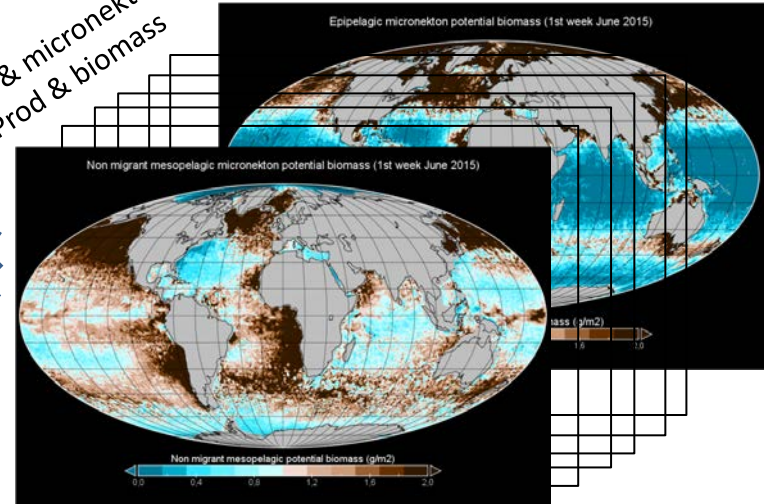 & micronekt
Prod & biomass
Epipelagic micronekton potential biomass (1st week June 2015)
mass (g/m2)
1,6 2,0
Non migrant mesopelagic micronekton potential biomass (1st week June 2015)
Non migrant mesopelagic potential biomass (g/m2)
0,0 0,4 0,8 1,2 1,6 2,0